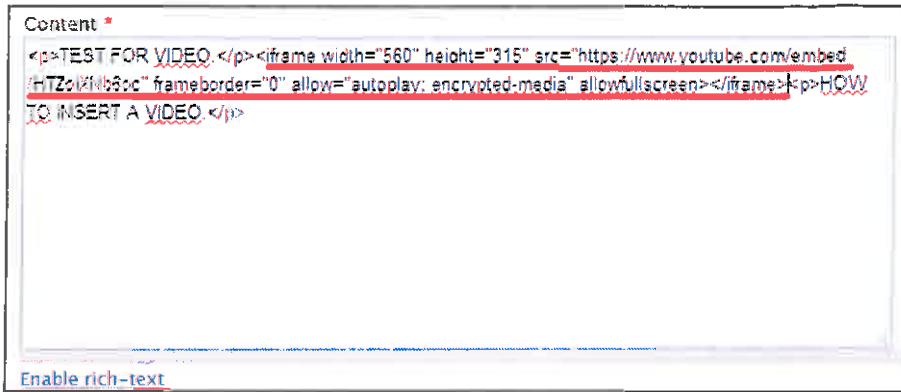 Content *
<p>TEST FOR VIDEO.</p><iframe width="560" height="315" src="https://www.youtube.com/embed
frameborder="0" allow="autoplay; encrypted-media" allowfullscreen></iframe><p>HOW
TO INSERT A VIDEO.</p>
Enable rich-text